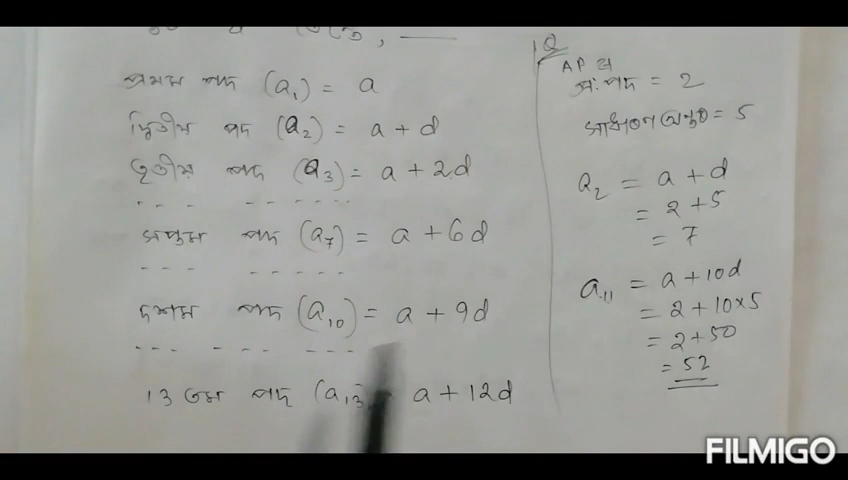 প্রথম পদ (a₁) = a
দ্বিতীয় পদ (a₂) = a + d
তৃতীয় পদ (a₃) = a + 2d
--- -----
সপ্তম পদ (a₇) = a + 6d
--- -----
দশম পদ (a₁₀) = a + 9d
--- --- ---
13 তম পদ (a₁₃) = a + 12d
Q
AP ৰ
প্ৰ: পদ = 2
সাধাৰণ অন্তৰ = 5
a₂ = a + d
= 2 + 5
= 7
a₁₁ = a + 10d
= 2 + 10 × 5
= 2 + 50
= 52
FILMIGO